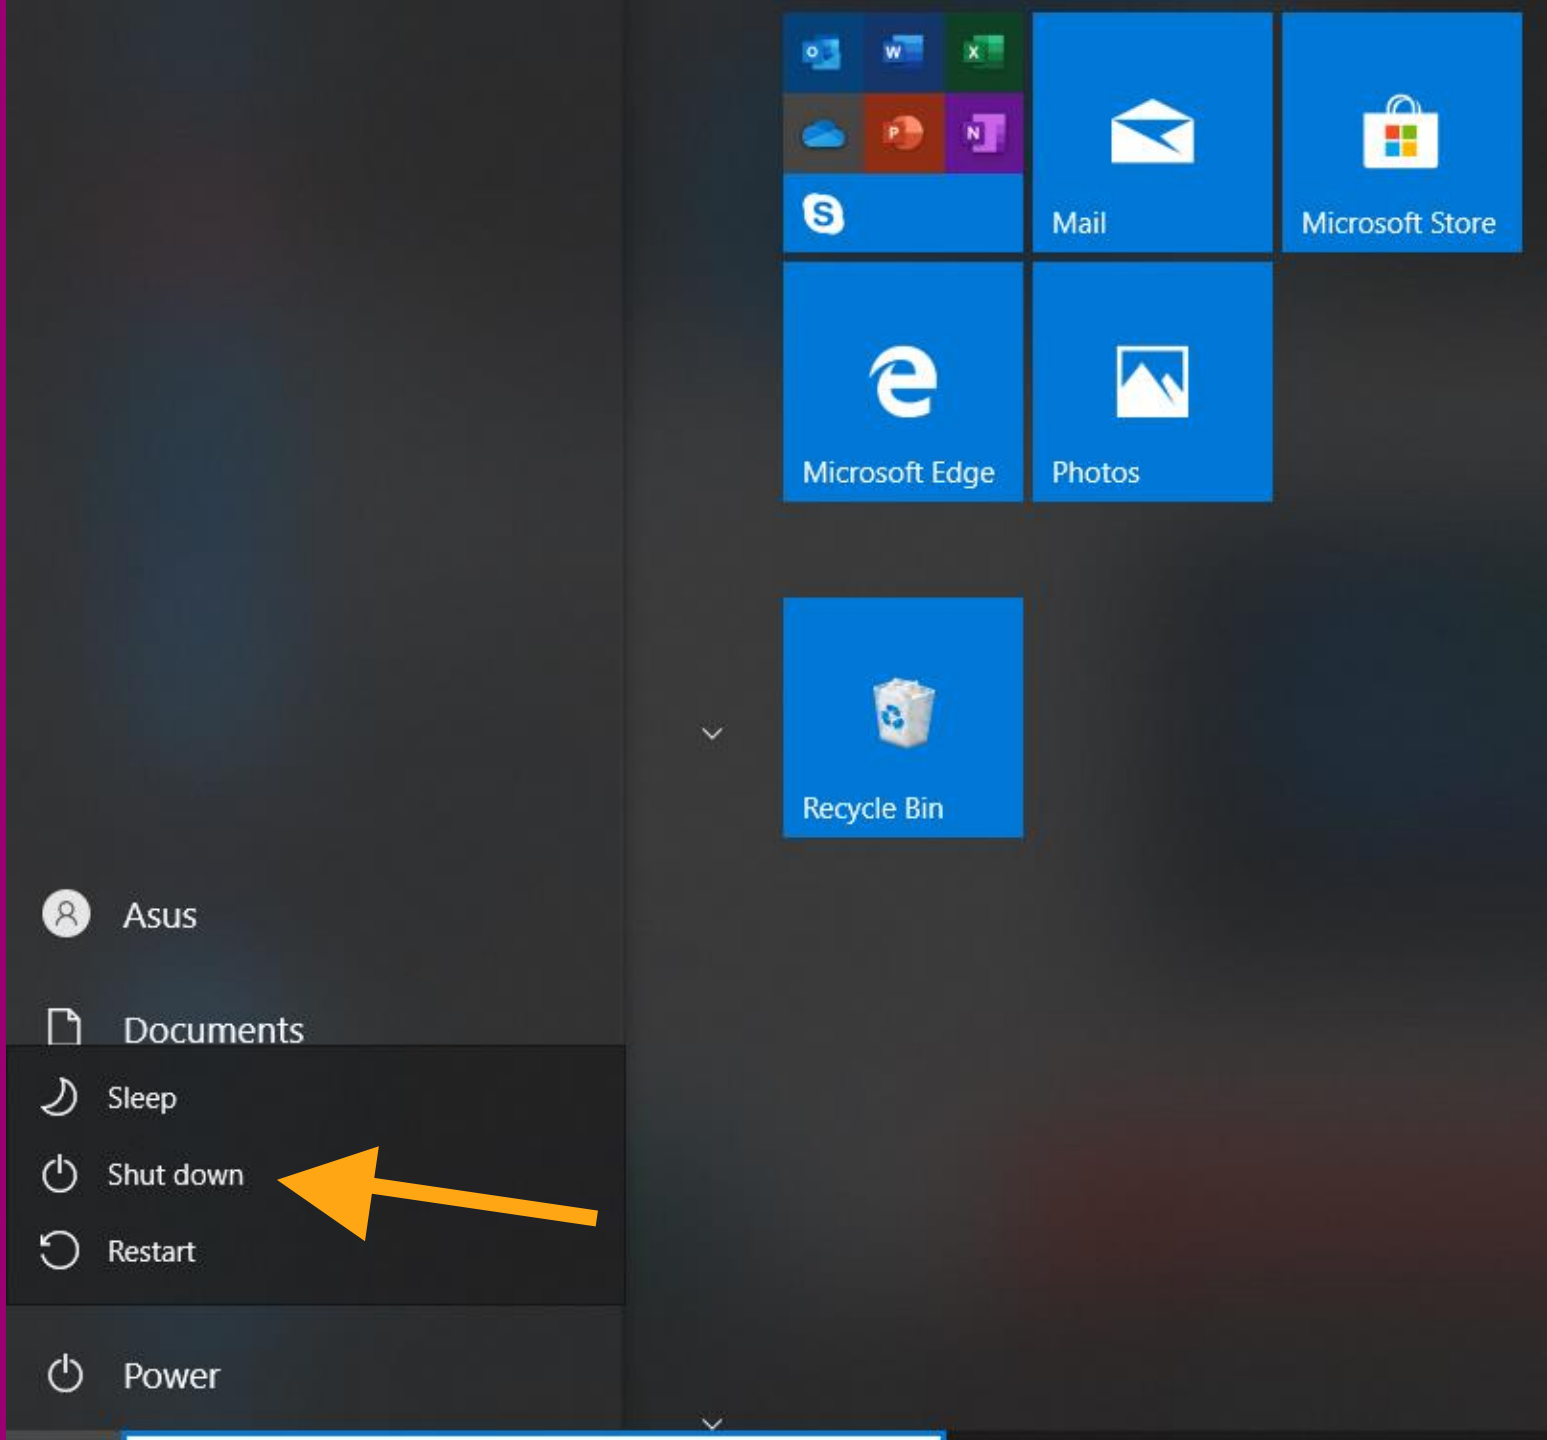 Mail
Microsoft Store
Microsoft Edge
Photos
Recycle Bin
Asus
Documents
Sleep
Shut down
Restart
Power